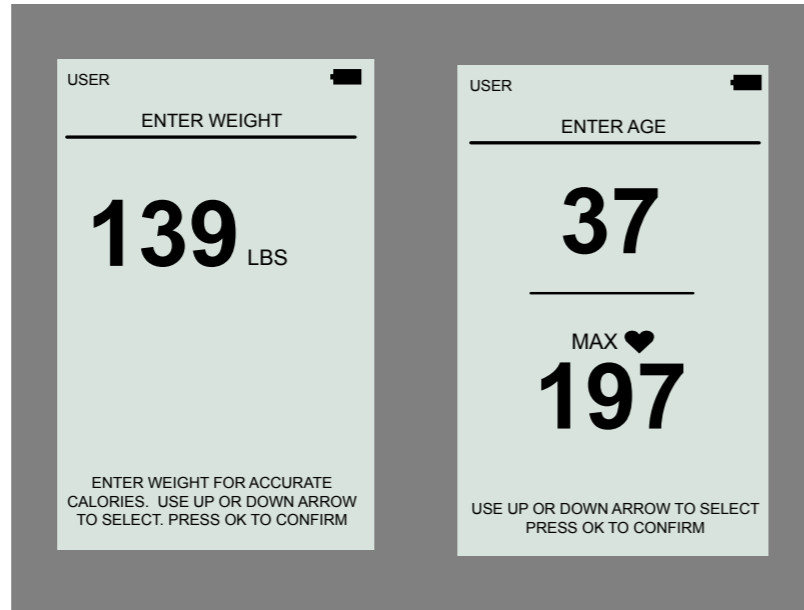 USER
ENTER WEIGHT
139 LBS
ENTER WEIGHT FOR ACCURATE
CALORIES.  USE UP OR DOWN ARROW
TO SELECT. PRESS OK TO CONFIRM
USER
ENTER AGE
37
MAX
197
USE UP OR DOWN ARROW TO SELECT
PRESS OK TO CONFIRM